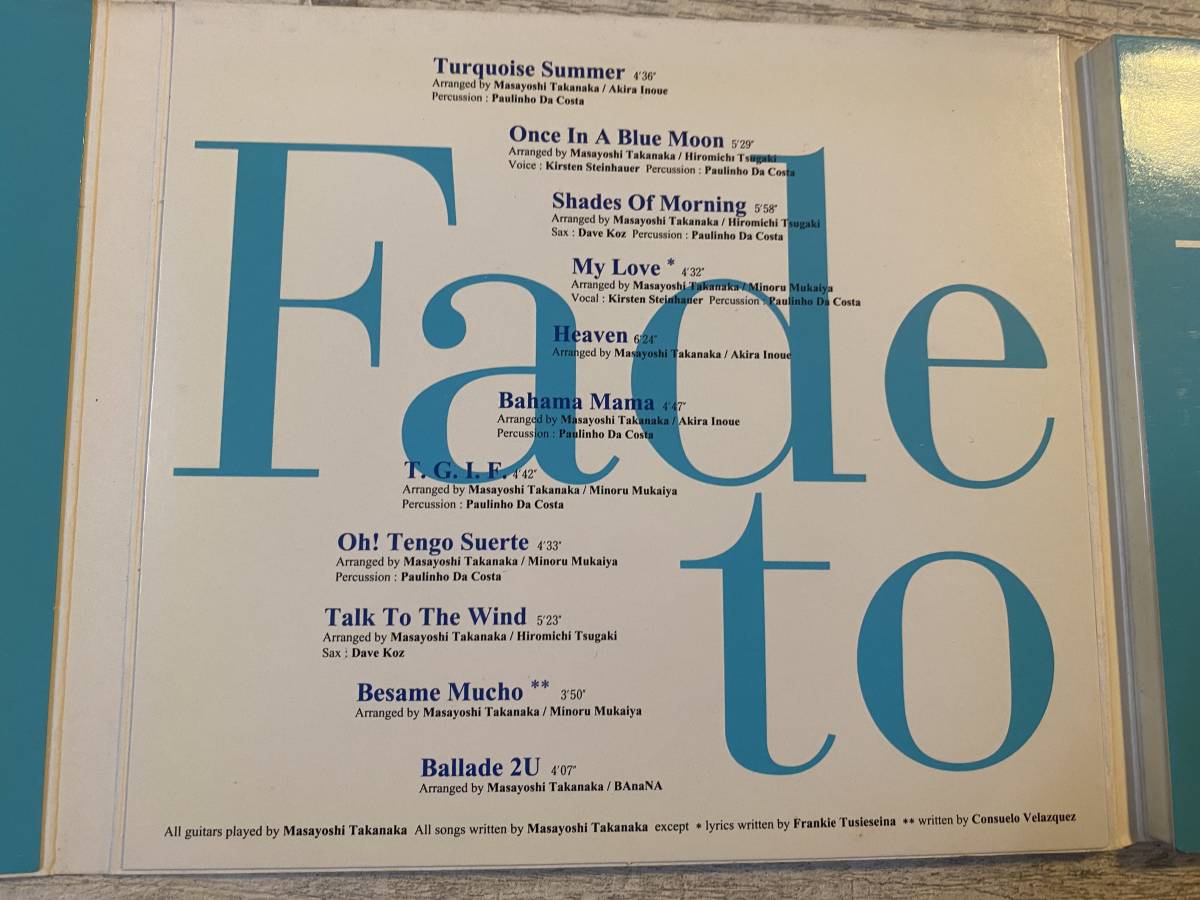 Turquoise Summer 4'36"
Arranged by Masayoshi Takanaka / Akira Inoue
Percussion : Paulinho Da Costa
Once In A Blue Moon 5'29"
Arranged by Masayoshi Takanaka / Hiromichi Tsugaki
Voice : Kirsten Steinhauer Percussion : Paulinho Da Costa
Shades Of Morning 5'58"
Arranged by Masayoshi Takanaka / Hiromichi Tsugaki
Sax : Dave Koz Percussion : Paulinho Da Costa
My Love * 4'32"
Arranged by Masayoshi Takanaka / Minoru Mukaiya
Vocal : Kirsten Steinhauer Percussion : Paulinho Da Costa
Heaven 6'24"
Arranged by Masayoshi Takanaka / Akira Inoue
Bahama Mama 4'47"
Arranged by Masayoshi Takanaka / Akira Inoue
Percussion : Paulinho Da Costa
T. G. I. F. 4'42"
Arranged by Masayoshi Takanaka / Minoru Mukaiya
Percussion : Paulinho Da Costa
Oh! Tengo Suerte 4'33"
Arranged by Masayoshi Takanaka / Minoru Mukaiya
Percussion : Paulinho Da Costa
Talk To The Wind 5'23"
Arranged by Masayoshi Takanaka / Hiromichi Tsugaki
Sax : Dave Koz
Besame Mucho ** 3'50"
Arranged by Masayoshi Takanaka / Minoru Mukaiya
Ballade 2U 4'07"
Arranged by Masayoshi Takanaka / BAnaNA
All guitars played by Masayoshi Takanaka All songs written by Masayoshi Takanaka except * lyrics written by Frankie Tusieseina ** written by Consuelo Velazquez
Fade
to